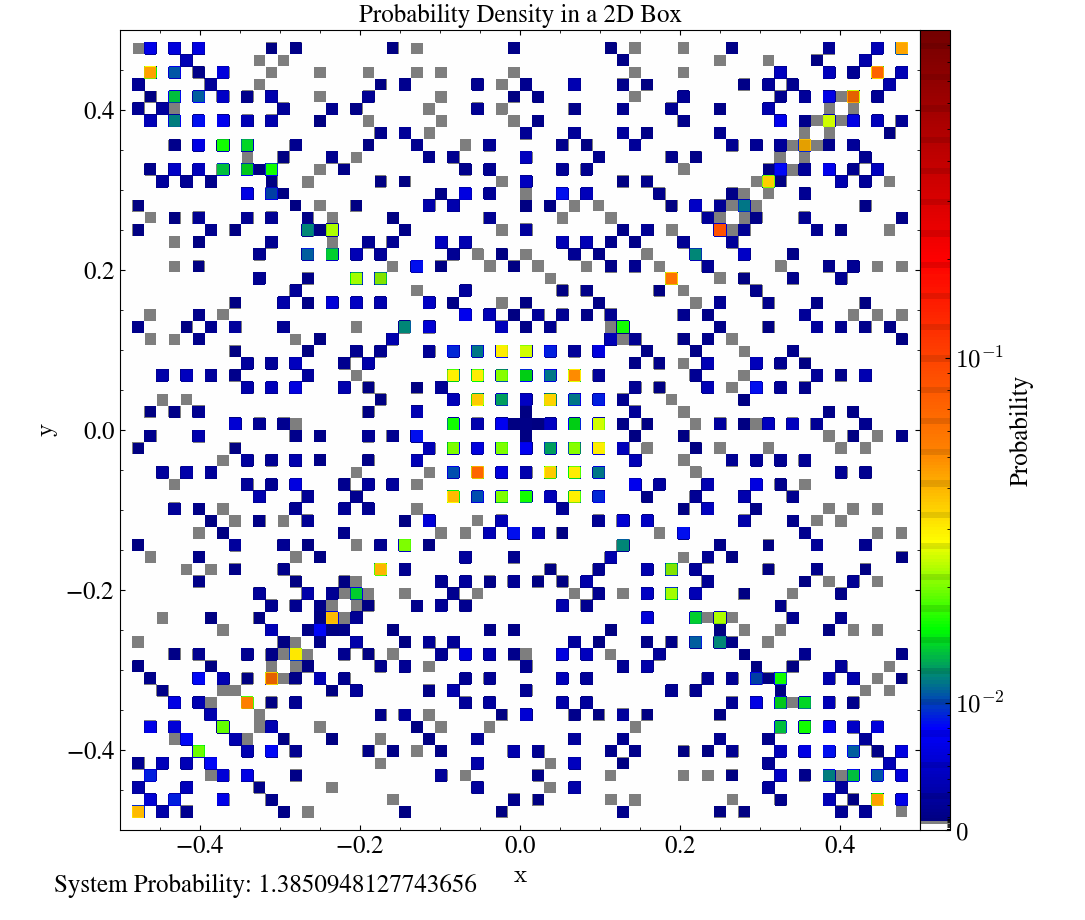 Probability Density in a 2D Box
0.4
0.2
0.0
−0.2
−0.4
y
−0.4 −0.2 0.0 0.2 0.4
x
10⁻¹
10⁻²
0
Probability
System Probability: 1.3850948127743656